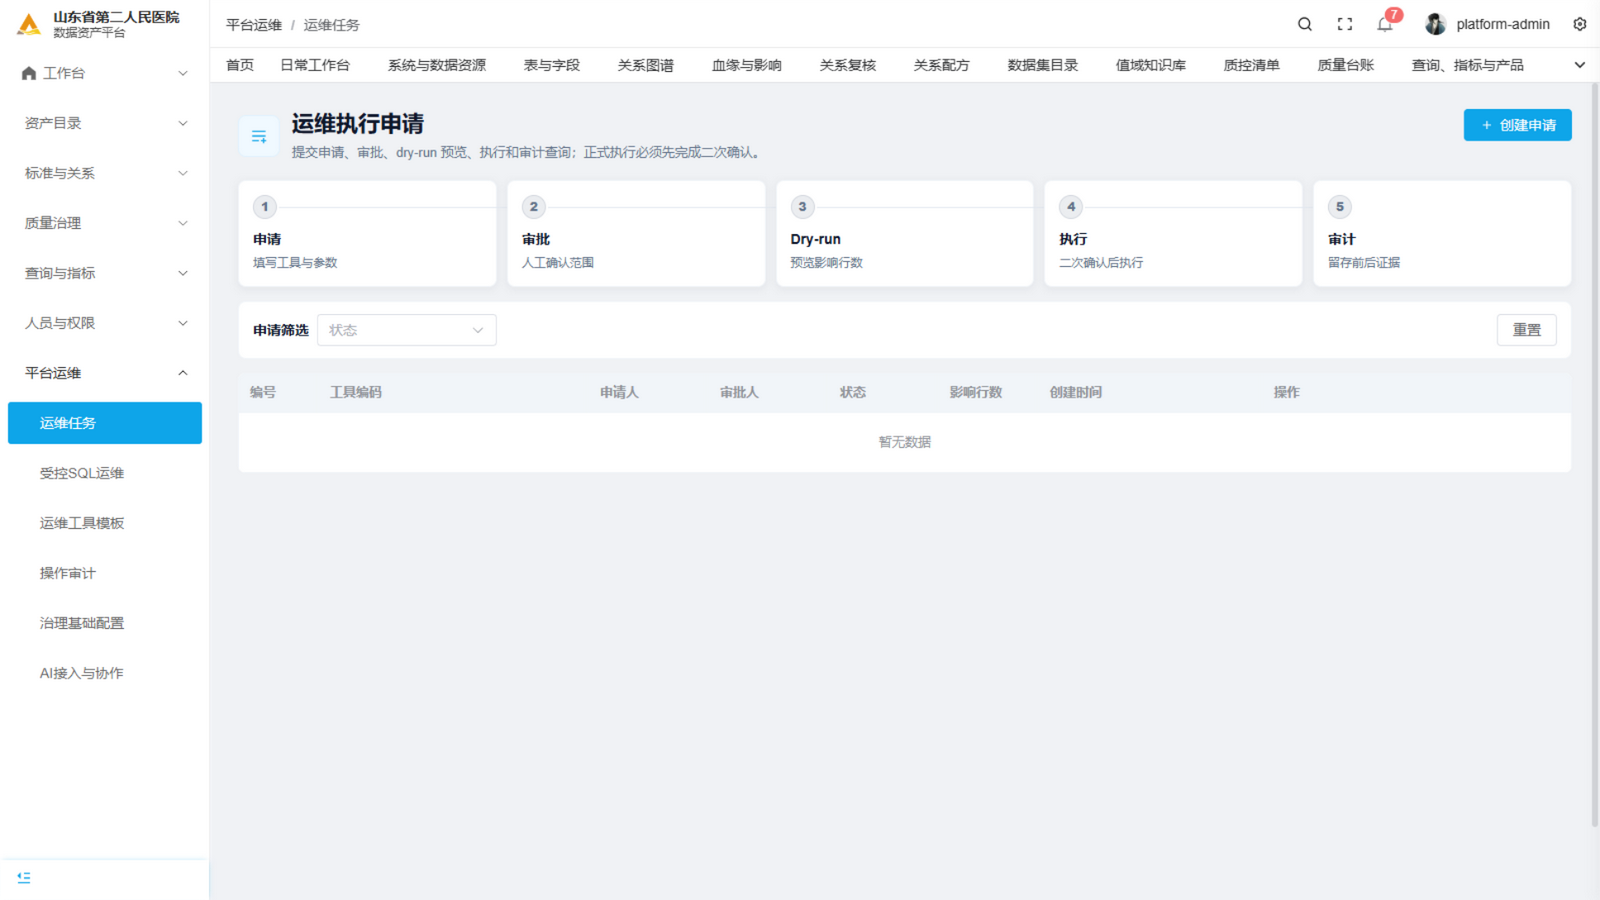 山东省第二人民医院
数据资产平台
平台运维 / 运维任务
7
platform-admin
首页 日常工作台 系统与数据资源 表与字段 关系图谱 血缘与影响 关系复核 关系配方 数据集目录 值域知识库 质控清单 质量台账 查询、指标与产品
工作台
资产目录
标准与关系
质量治理
查询与指标
人员与权限
平台运维
运维任务
受控SQL运维
运维工具模板
操作审计
治理基础配置
AI接入与协作
运维执行申请
提交申请、审批、dry-run 预览、执行和审计查询；正式执行必须先完成二次确认。
+ 创建申请
1
申请
填写工具与参数
2
审批
人工确认范围
3
Dry-run
预览影响行数
4
执行
二次确认后执行
5
审计
留存前后证据
申请筛选 状态 重置
编号 工具编码 申请人 审批人 状态 影响行数 创建时间 操作
暂无数据